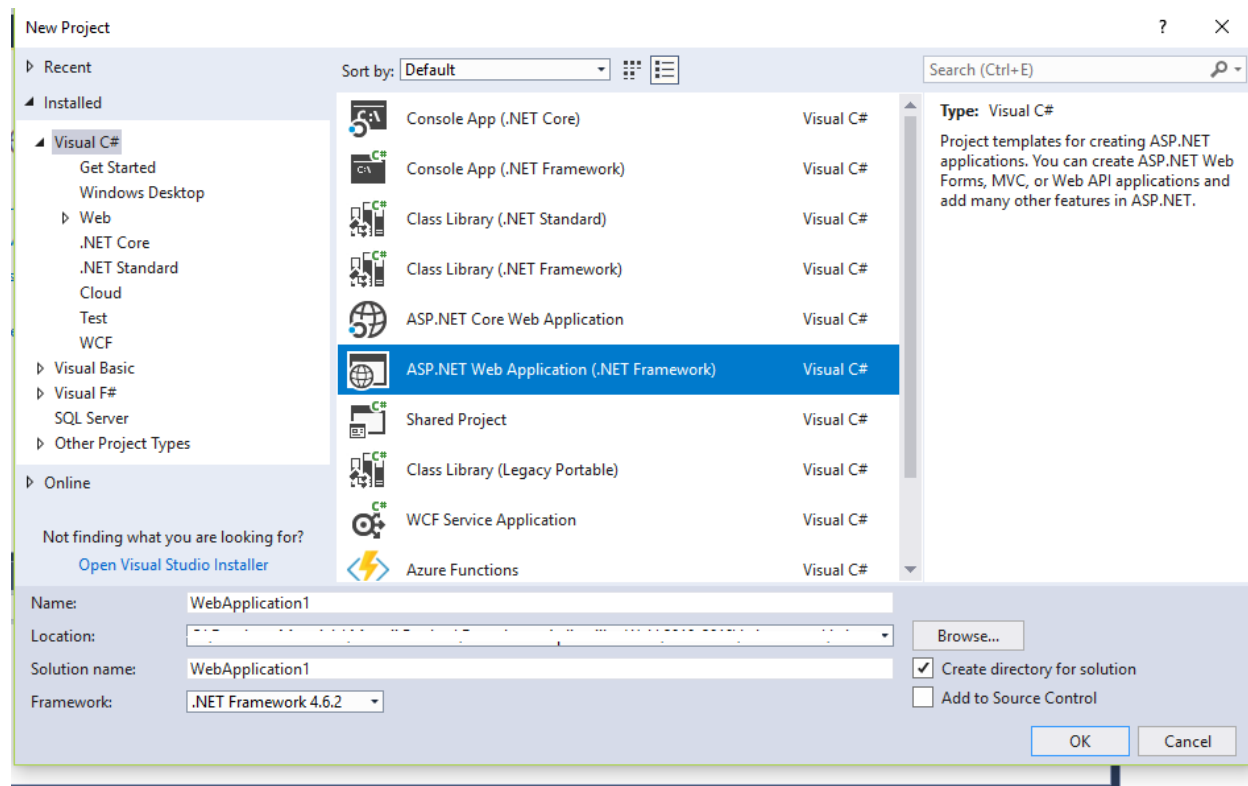 New Project
?
Recent
Installed
Visual C#
Get Started
Windows Desktop
Web
.NET Core
.NET Standard
Cloud
Test
WCF
Visual Basic
Visual F#
SQL Server
Other Project Types
Online
Not finding what you are looking for?
Open Visual Studio Installer
Sort by: Default
Console App (.NET Core) Visual C#
Console App (.NET Framework) Visual C#
Class Library (.NET Standard) Visual C#
Class Library (.NET Framework) Visual C#
ASP.NET Core Web Application Visual C#
ASP.NET Web Application (.NET Framework) Visual C#
Shared Project Visual C#
Class Library (Legacy Portable) Visual C#
WCF Service Application Visual C#
Azure Functions Visual C#
Search (Ctrl+E)
Type: Visual C#
Project templates for creating ASP.NET
applications. You can create ASP.NET Web
Forms, MVC, or Web API applications and
add many other features in ASP.NET.
Name: WebApplication1
Location:
Browse...
Solution name: WebApplication1
Create directory for solution
Framework: .NET Framework 4.6.2
Add to Source Control
OK Cancel